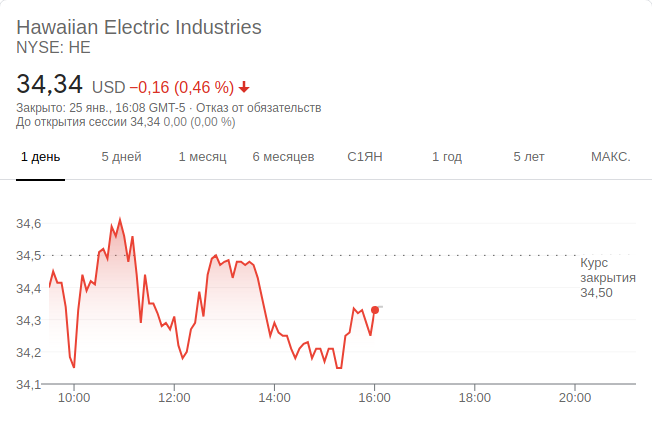 Hawaiian Electric Industries
NYSE: HE
34,34 USD −0,16 (0,46 %)
Закрыто: 25 янв., 16:08 GMT-5 · Отказ от обязательств
До открытия сессии 34,34 0,00 (0,00 %)
1 день 5 дней 1 месяц 6 месяцев С1ЯН 1 год 5 лет МАКС.
34,6
34,5
34,4
34,3
34,2
34,1
Курс
закрытия
34,50
10:00 12:00 14:00 16:00 18:00 20:00